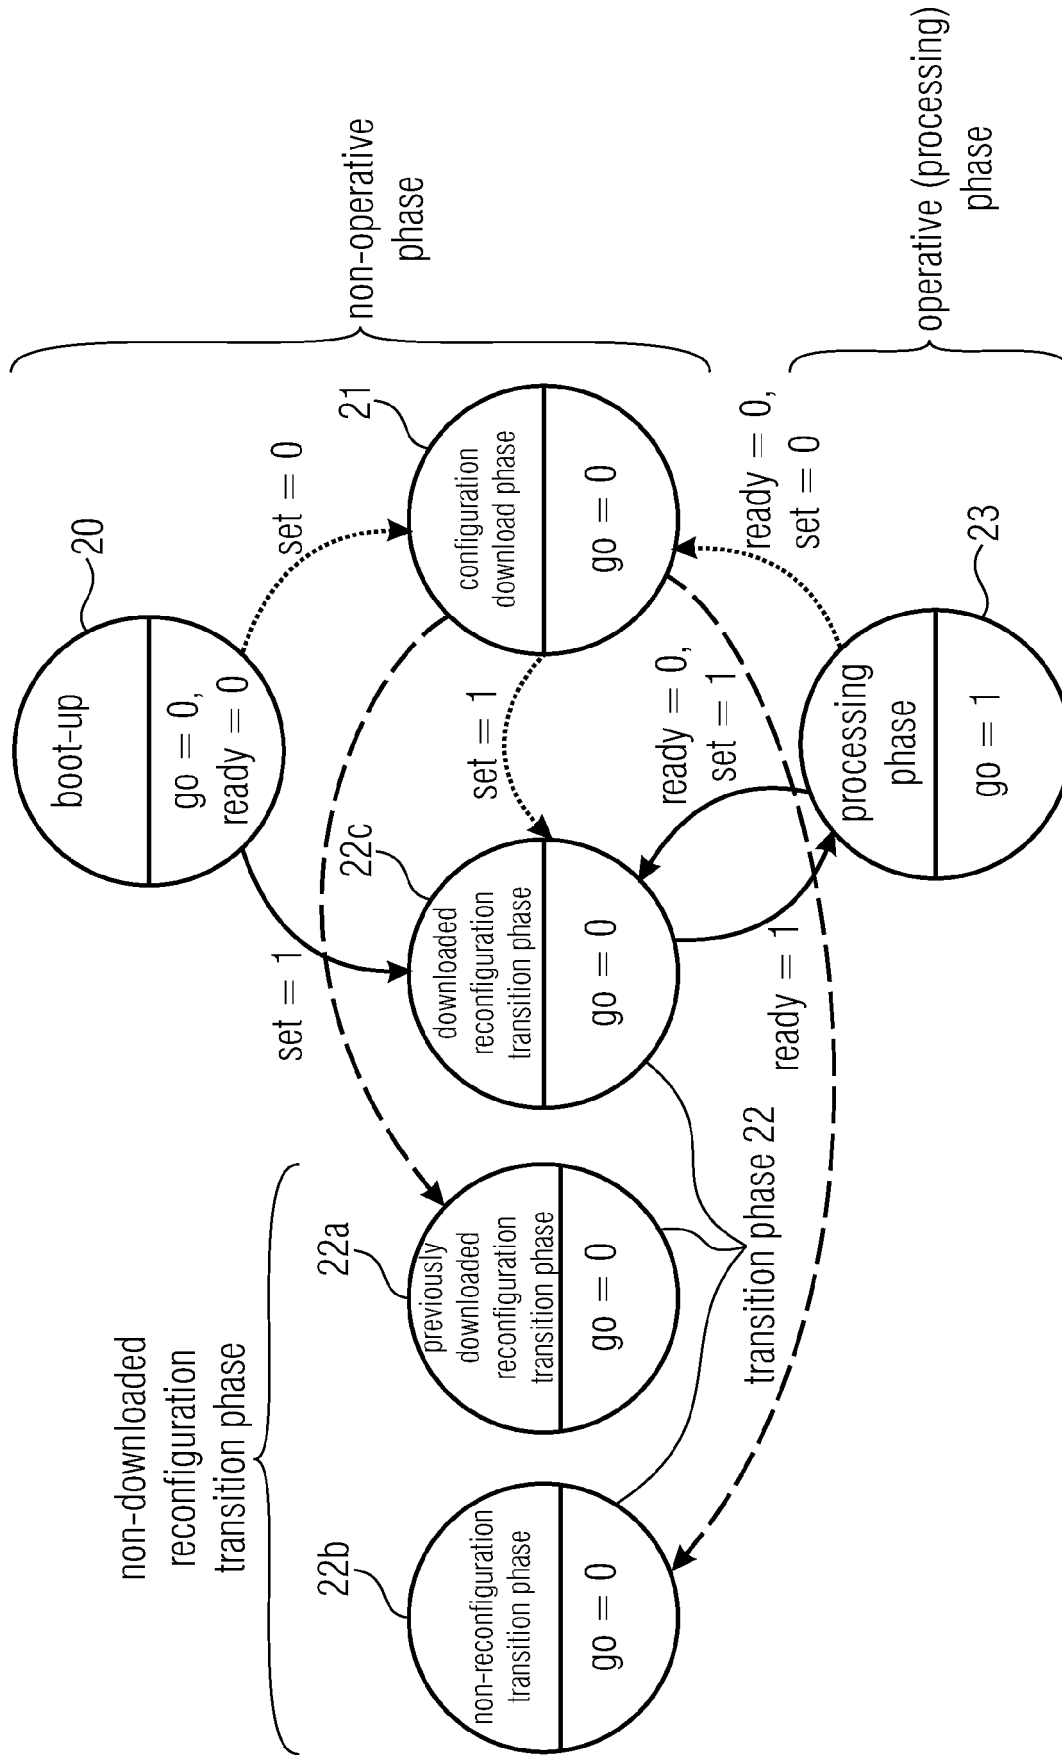 non-downloaded
reconfiguration
transition phase
22b
non-reconfiguration
transition phase
go = 0
22a
previously
downloaded
reconfiguration
transition phase
go = 0
transition phase 22
set = 1
22c
downloaded
reconfiguration
transition phase
go = 0
ready = 1
20
boot-up
go = 0,
ready = 0
set = 1
ready = 0,
set = 1
processing
phase
go = 1
23
set = 0
21
configuration
download phase
go = 0
ready = 0,
set = 0
non-operative
phase
operative (processing)
phase